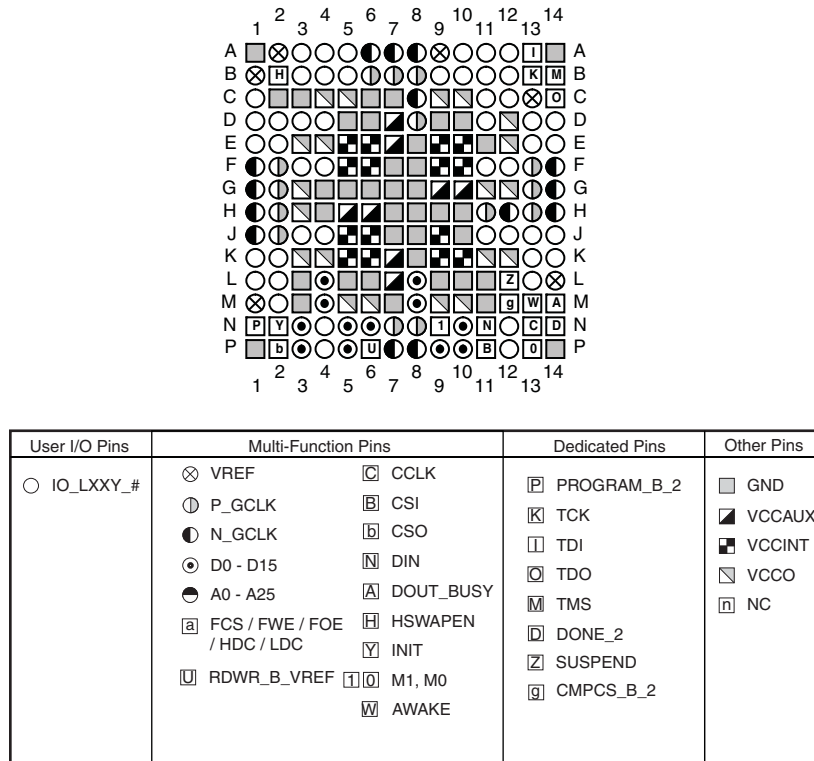 1 2 3 4 5 6 7 8 9 10 11 12 13 14
A I A
B H K M B
C O C
D D
E E
F F
G G
H H
J J
K K
L Z L
M g W A M
N P Y 1 N C D N
P b U B 0 P
1 2 3 4 5 6 7 8 9 10 11 12 13 14
User I/O Pins
IO_LXXY_#
Multi-Function Pins
VREF
P_GCLK
N_GCLK
D0 - D15
A0 - A25
a FCS / FWE / FOE
/ HDC / LDC
U RDWR_B_VREF
C CCLK
B CSI
b CSO
N DIN
A DOUT_BUSY
H HSWAPEN
Y INIT
1 0 M1, M0
W AWAKE
Dedicated Pins
P PROGRAM_B_2
K TCK
I TDI
O TDO
M TMS
D DONE_2
Z SUSPEND
g CMPCS_B_2
Other Pins
GND
VCCAUX
VCCINT
VCCO
n NC